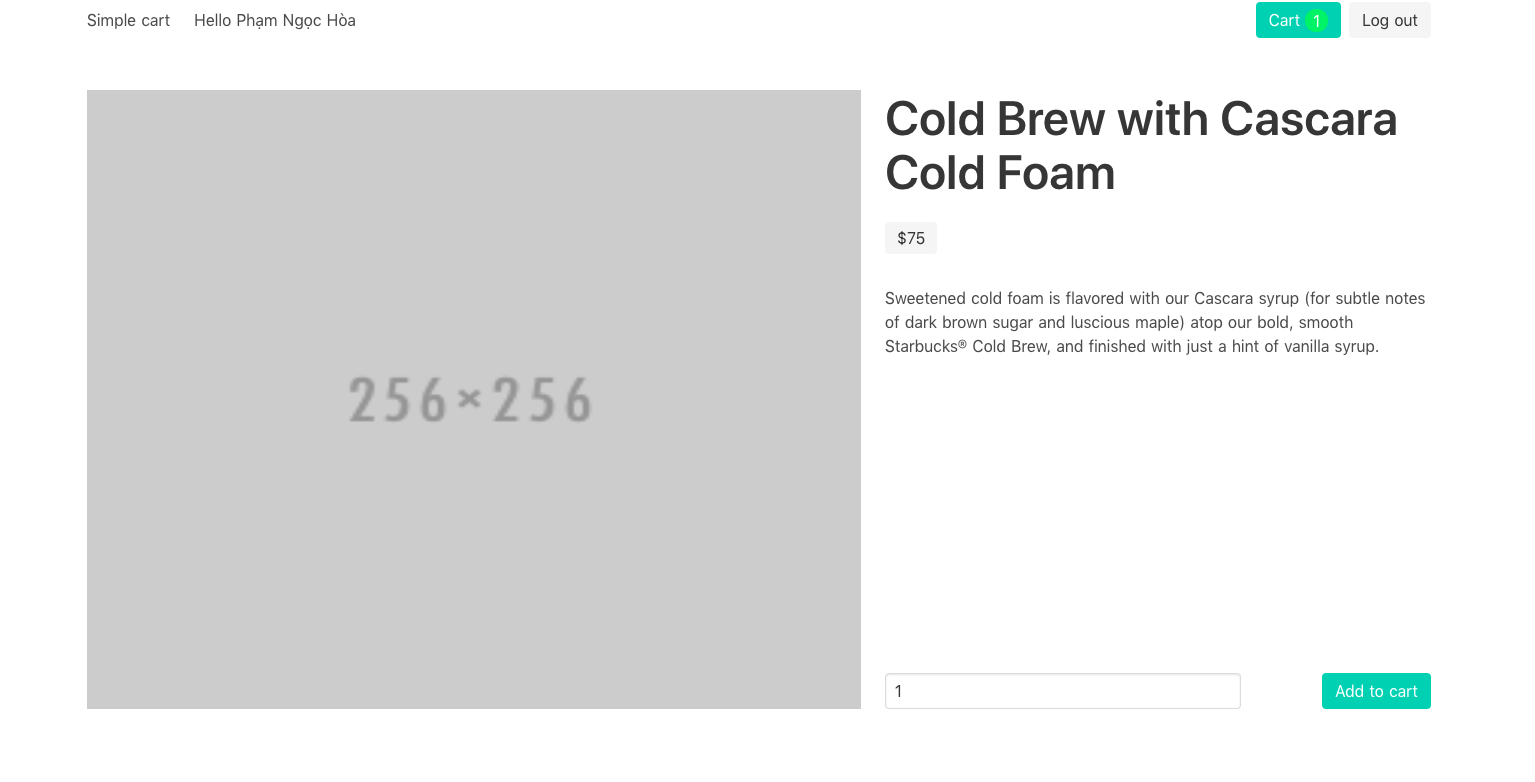 Simple cart Hello Phạm Ngọc Hòa Cart 1 Log out
256×256
Cold Brew with Cascara
Cold Foam
$75
Sweetened cold foam is flavored with our Cascara syrup (for subtle notes
of dark brown sugar and luscious maple) atop our bold, smooth
Starbucks® Cold Brew, and finished with just a hint of vanilla syrup.
1 Add to cart